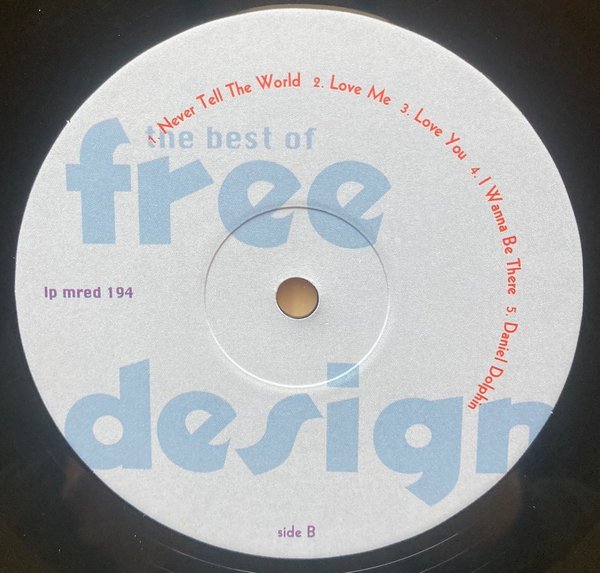 1. Never Tell The World 2. Love Me 3. Love You 4. I Wanna Be There 5. Daniel Dolphin
the best of
free
lp mred 194
design
side B